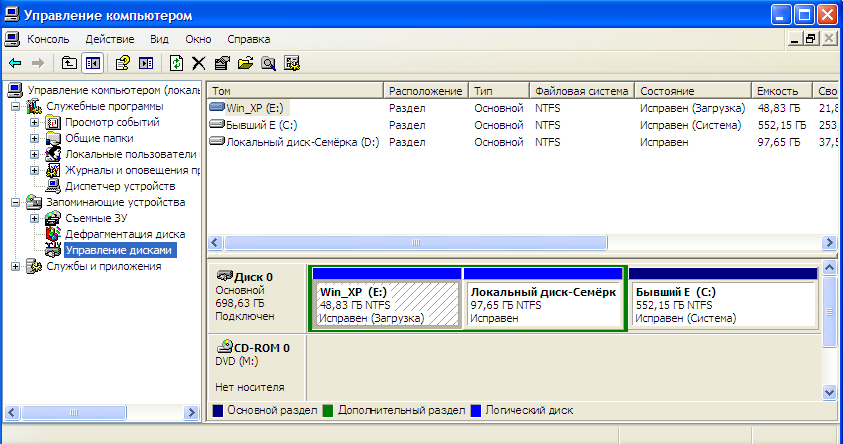 Управление компьютером
Консоль Действие Вид Окно Справка
Управление компьютером (локаль
Служебные программы
Просмотр событий
Общие папки
Локальные пользователи
Журналы и оповещения пр
Диспетчер устройств
Запоминающие устройства
Съемные ЗУ
Дефрагментация диска
Управление дисками
Службы и приложения
Том Расположение Тип Файловая система Состояние Емкость Сво
Win_XP (E:) Раздел Основной NTFS Исправен (Загрузка) 48,83 ГБ 21,8
Бывший E (C:) Раздел Основной NTFS Исправен (Система) 552,15 ГБ 253,
Локальный диск-Семёрка (D:) Раздел Основной NTFS Исправен 97,65 ГБ 37,5
Диск 0
Основной
698,63 ГБ
Подключен
Win_XP (E:)
48,83 ГБ NTFS
Исправен (Загрузка)
Локальный диск-Семёрк
97,65 ГБ NTFS
Исправен
Бывший E (C:)
552,15 ГБ NTFS
Исправен (Система)
CD-ROM 0
DVD (M:)
Нет носителя
Основной раздел Дополнительный раздел Логический диск